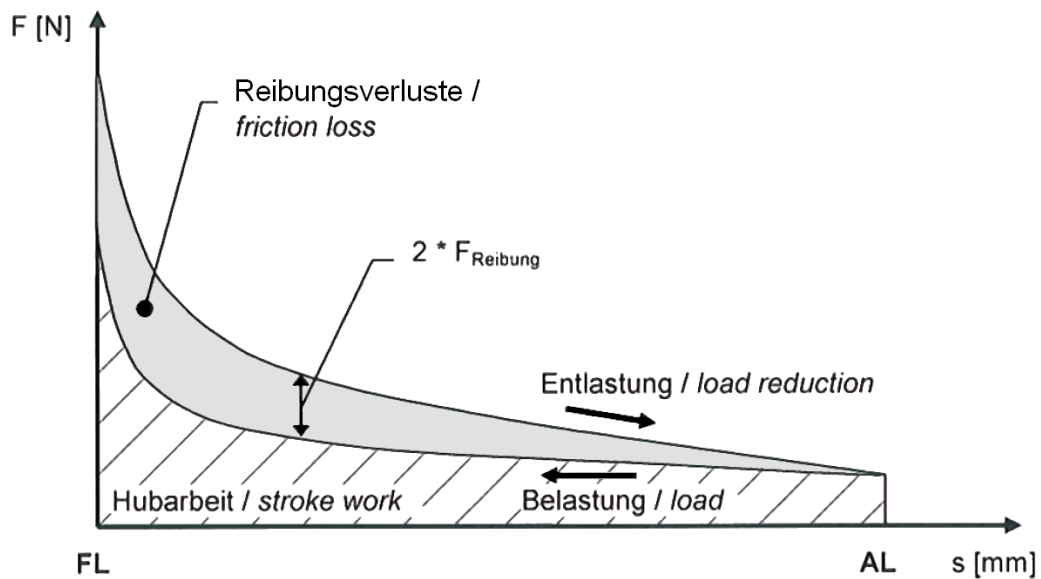 F [N]
Reibungsverluste /
friction loss
2 * FReibung
Entlastung / load reduction
Hubarbeit / stroke work
Belastung / load
FL
AL
s [mm]